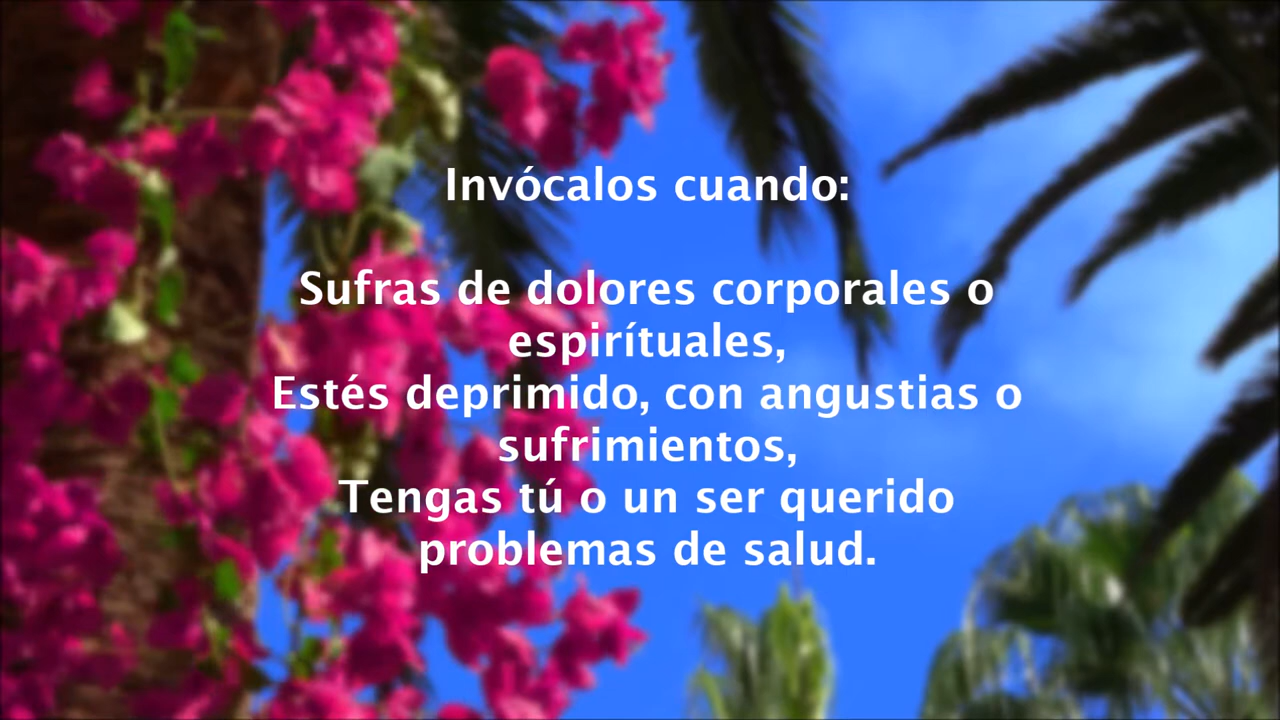 Invócalos cuando:
Sufras de dolores corporales o
espirítuales,
Estés deprimido, con angustias o
sufrimientos,
Tengas tú o un ser querido
problemas de salud.